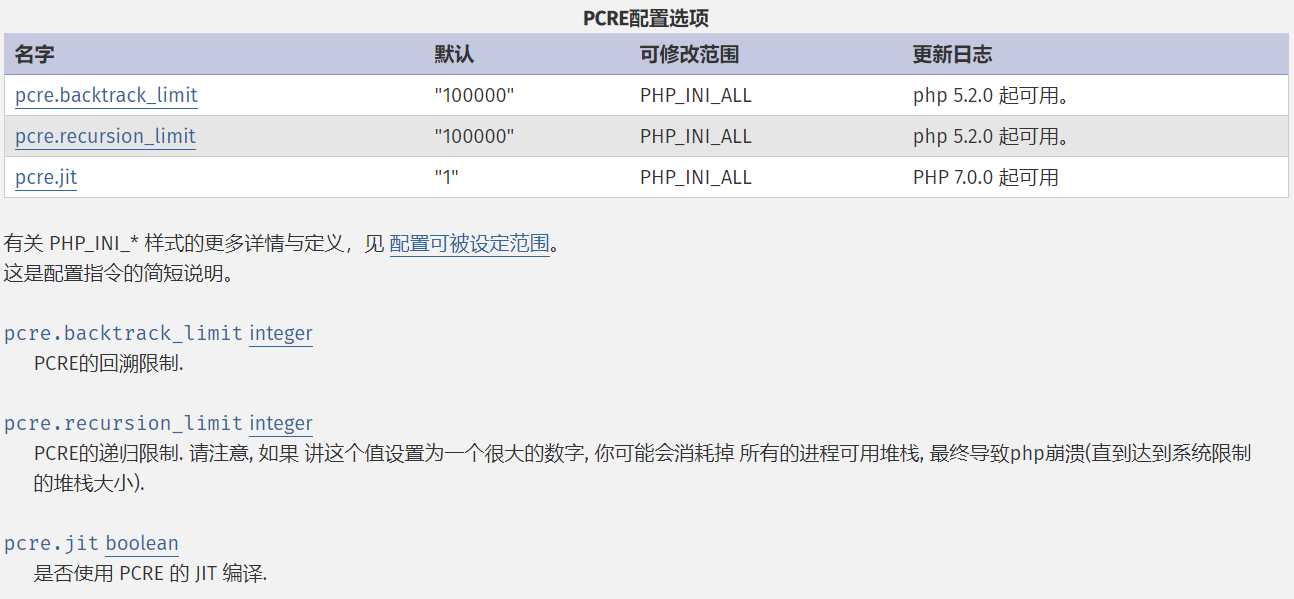 PCRE配置选项
名字 默认 可修改范围 更新日志
pcre.backtrack_limit "100000" PHP_INI_ALL php 5.2.0 起可用。
pcre.recursion_limit "100000" PHP_INI_ALL php 5.2.0 起可用。
pcre.jit "1" PHP_INI_ALL PHP 7.0.0 起可用
有关 PHP_INI_* 样式的更多详情与定义，见 配置可被设定范围。
这是配置指令的简短说明。
pcre.backtrack_limit integer
PCRE的回溯限制.
pcre.recursion_limit integer
PCRE的递归限制. 请注意, 如果 讲这个值设置为一个很大的数字, 你可能会消耗掉 所有的进程可用堆栈, 最终导致php崩溃(直到达到系统限制
的堆栈大小).
pcre.jit boolean
是否使用 PCRE 的 JIT 编译.